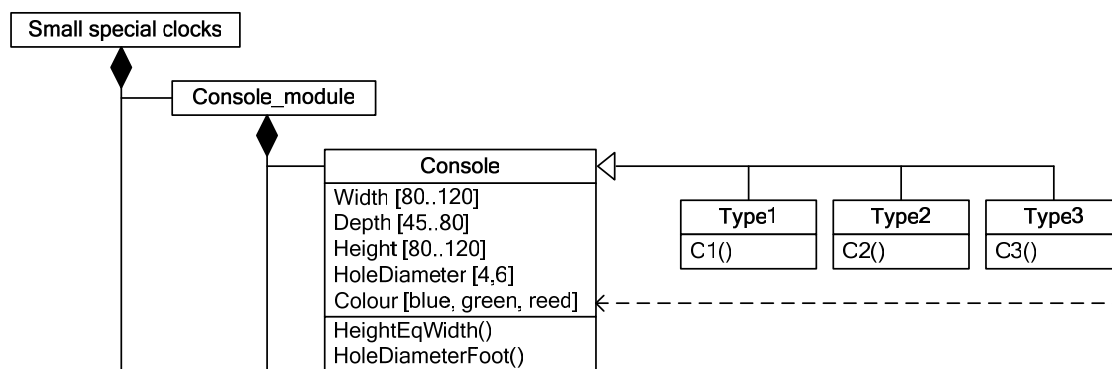 Small special clocks
Console_module
Console
Width [80..120]
Depth [45..80]
Height [80..120]
HoleDiameter [4,6]
Colour [blue, green, reed]
HeightEqWidth()
HoleDiameterFoot()
Type1
C1()
Type2
C2()
Type3
C3()